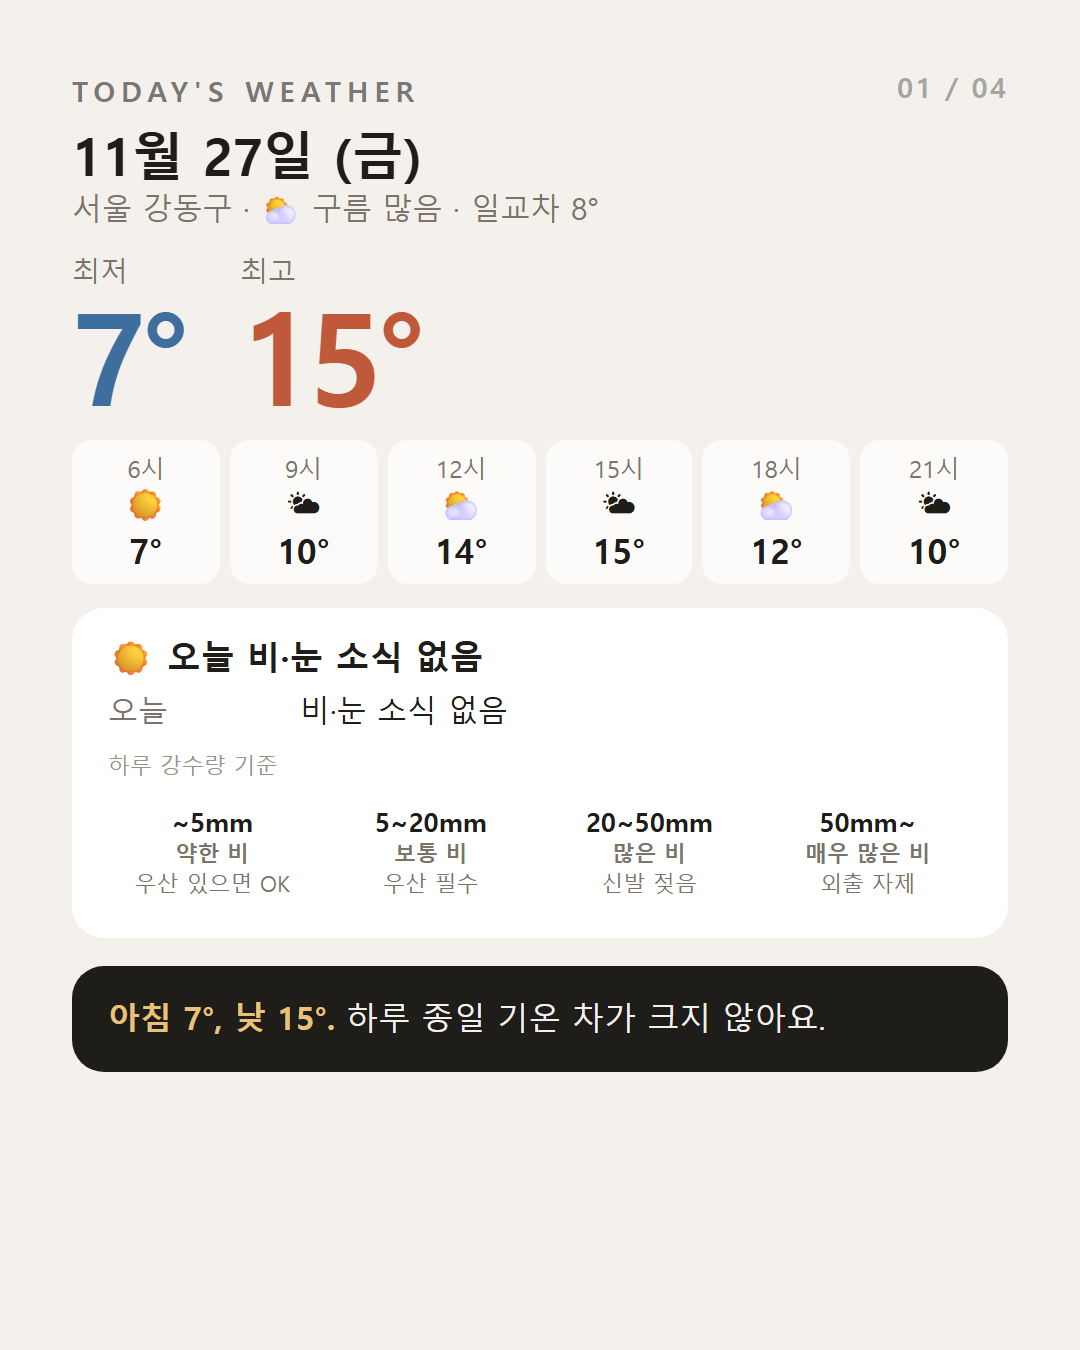 TODAY'S WEATHER
01 / 04
11월 27일 (금)
서울 강동구 · 구름 많음 · 일교차 8°
최저 최고
7° 15°
6시 9시 12시 15시 18시 21시
7° 10° 14° 15° 12° 10°
오늘 비·눈 소식 없음
오늘 비·눈 소식 없음
하루 강수량 기준
~5mm 5~20mm 20~50mm 50mm~
약한 비 보통 비 많은 비 매우 많은 비
우산 있으면 OK 우산 필수 신발 젖음 외출 자제
아침 7°, 낮 15°. 하루 종일 기온 차가 크지 않아요.